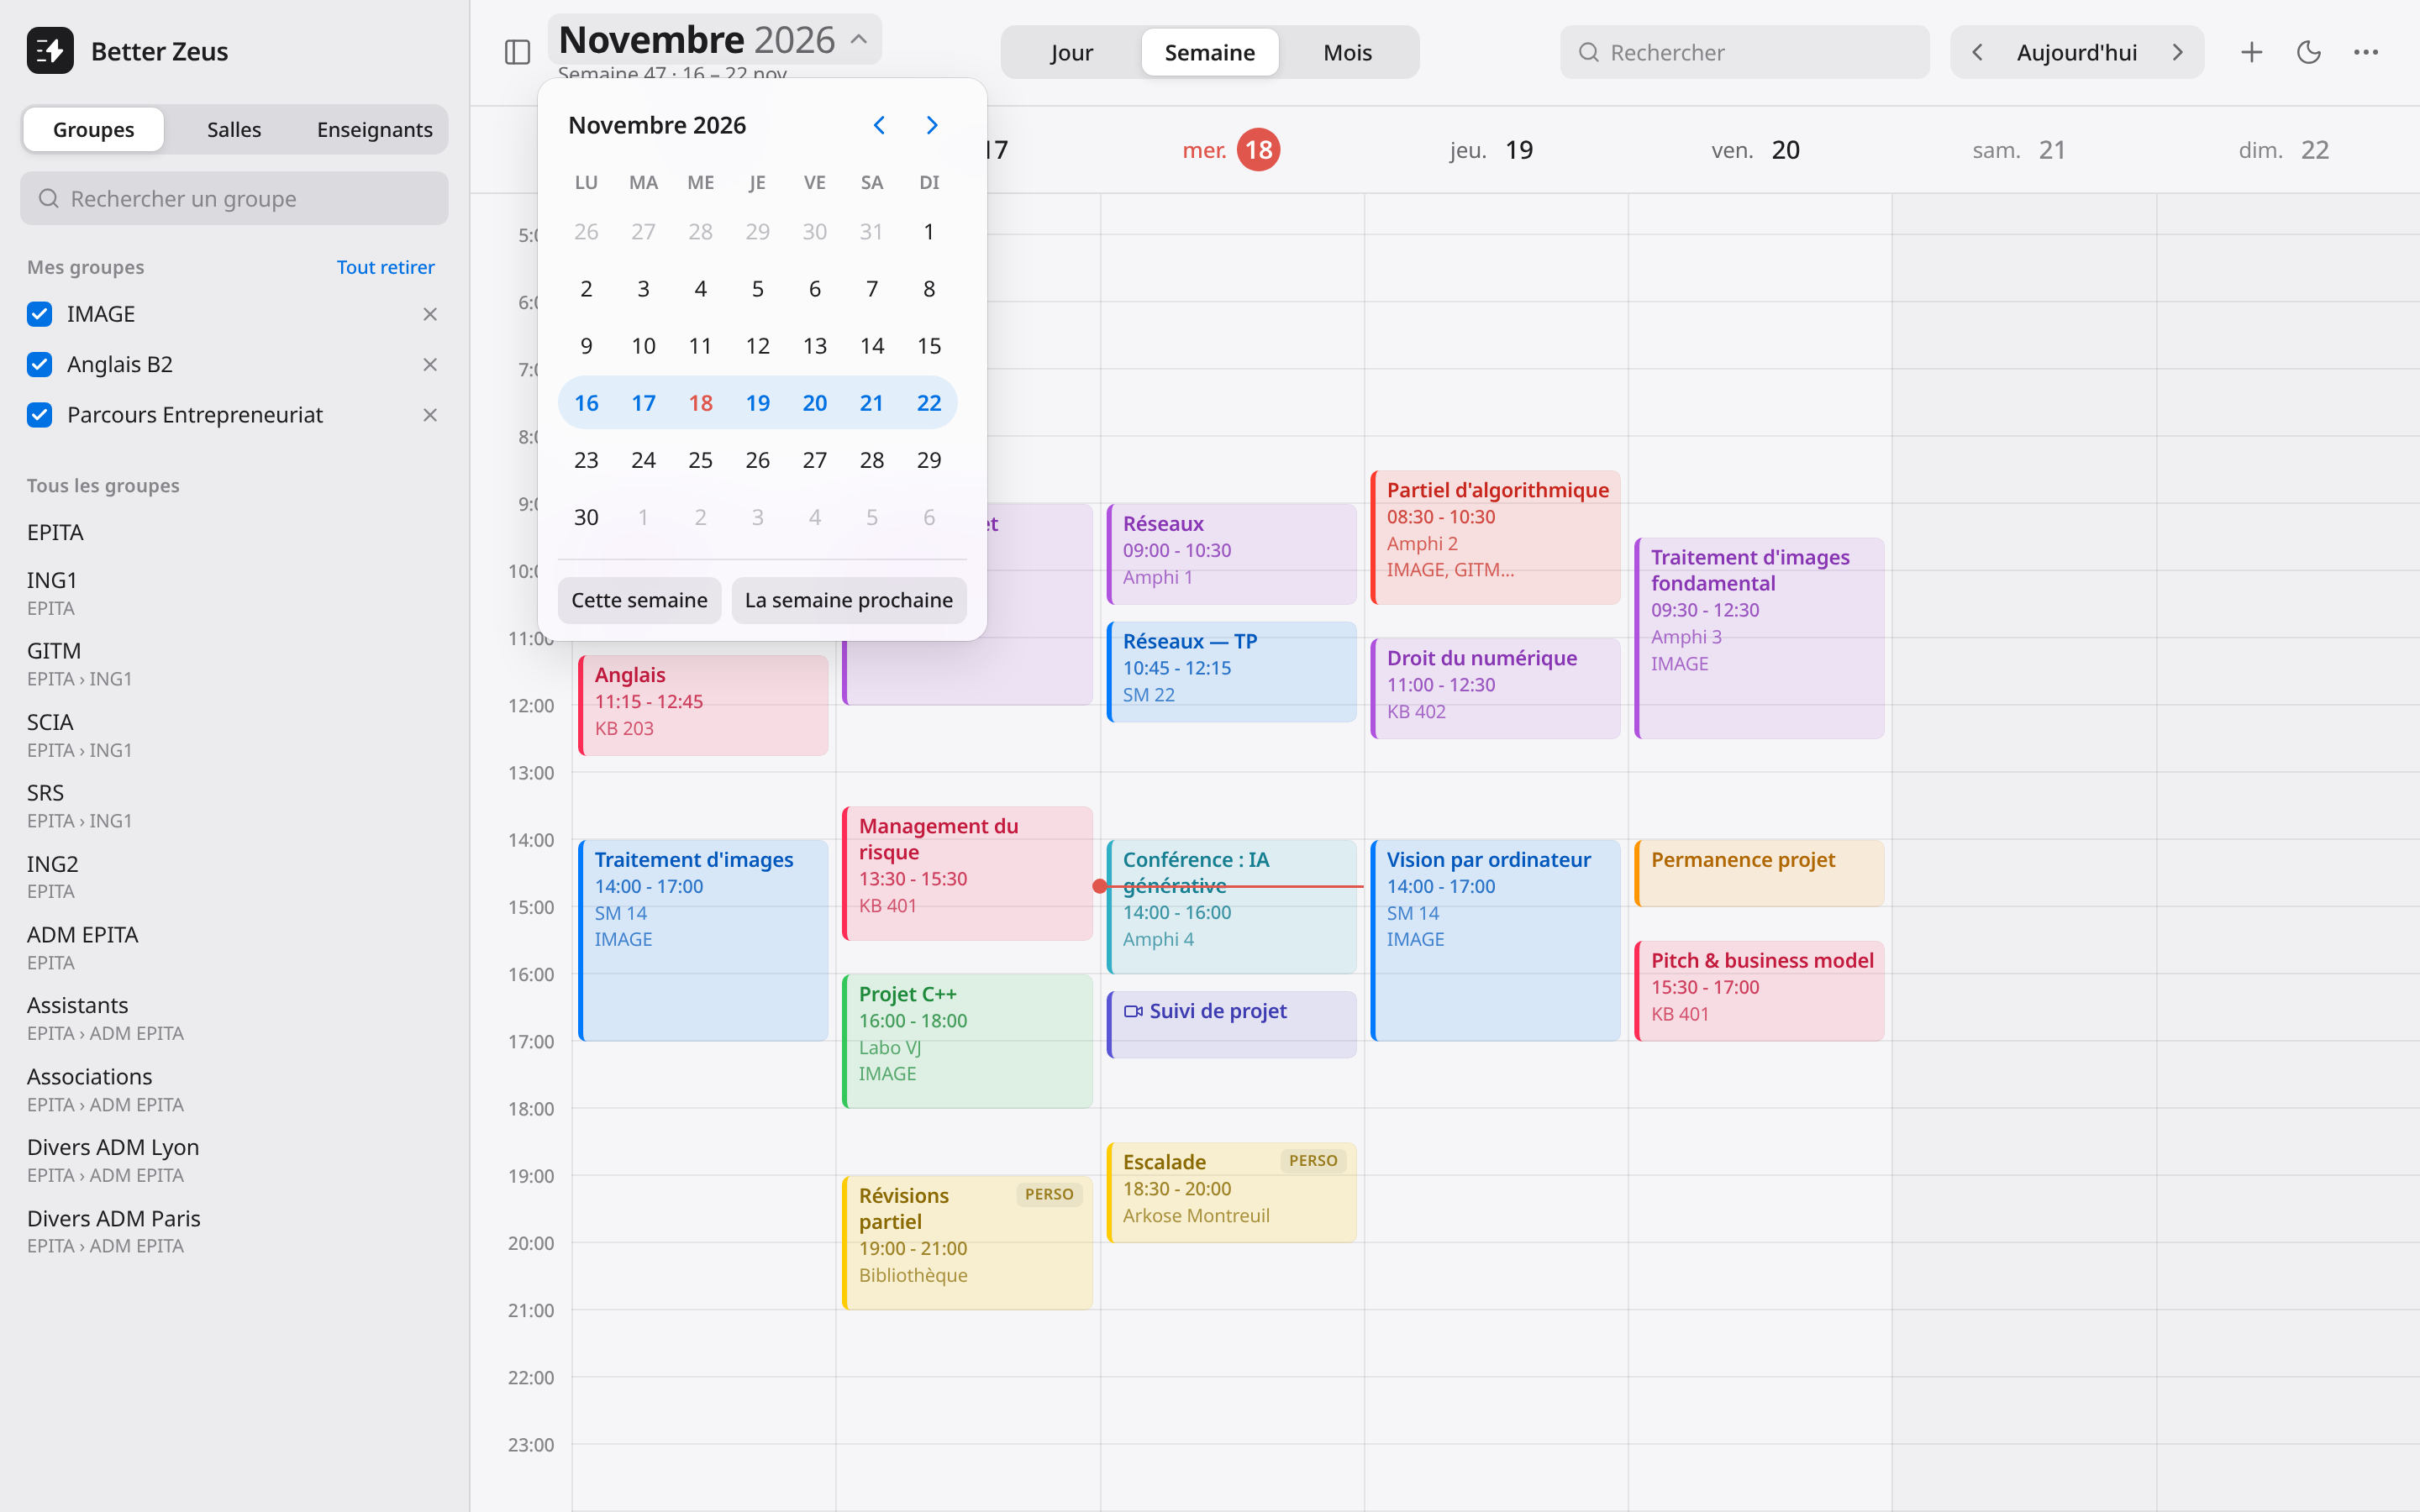 Better Zeus
Groupes
Salles
Enseignants
Rechercher un groupe
Mes groupes
Tout retirer
IMAGE
Anglais B2
Parcours Entrepreneuriat
Tous les groupes
EPITA
ING1
EPITA
GITM
EPITA › ING1
SCIA
EPITA › ING1
SRS
EPITA › ING1
ING2
EPITA
ADM EPITA
EPITA
Assistants
EPITA › ADM EPITA
Associations
EPITA › ADM EPITA
Divers ADM Lyon
EPITA › ADM EPITA
Divers ADM Paris
EPITA › ADM EPITA
Novembre 2026
Semaine 47 · 16 – 22 nov.
Jour
Semaine
Mois
Rechercher
Aujourd'hui
Novembre 2026
LU MA ME JE VE SA DI
26 27 28 29 30 31 1
2 3 4 5 6 7 8
9 10 11 12 13 14 15
16 17 18 19 20 21 22
23 24 25 26 27 28 29
30 1 2 3 4 5 6
Cette semaine
La semaine prochaine
17
mer. 18
jeu. 19
ven. 20
sam. 21
dim. 22
11:00
12:00
13:00
14:00
15:00
16:00
17:00
18:00
19:00
20:00
21:00
22:00
23:00
Anglais
11:15 - 12:45
KB 203
Traitement d'images
14:00 - 17:00
SM 14
IMAGE
Management du
risque
13:30 - 15:30
KB 401
Projet C++
16:00 - 18:00
Labo VJ
IMAGE
Révisions
partiel
PERSO
19:00 - 21:00
Bibliothèque
Réseaux
09:00 - 10:30
Amphi 1
Réseaux — TP
10:45 - 12:15
SM 22
Conférence : IA
générative
14:00 - 16:00
Amphi 4
Suivi de projet
Escalade
PERSO
18:30 - 20:00
Arkose Montreuil
Partiel d'algorithmique
08:30 - 10:30
Amphi 2
IMAGE, GITM...
Droit du numérique
11:00 - 12:30
KB 402
Vision par ordinateur
14:00 - 17:00
SM 14
IMAGE
Traitement d'images
fondamental
09:30 - 12:30
Amphi 3
IMAGE
Permanence projet
Pitch & business model
15:30 - 17:00
KB 401